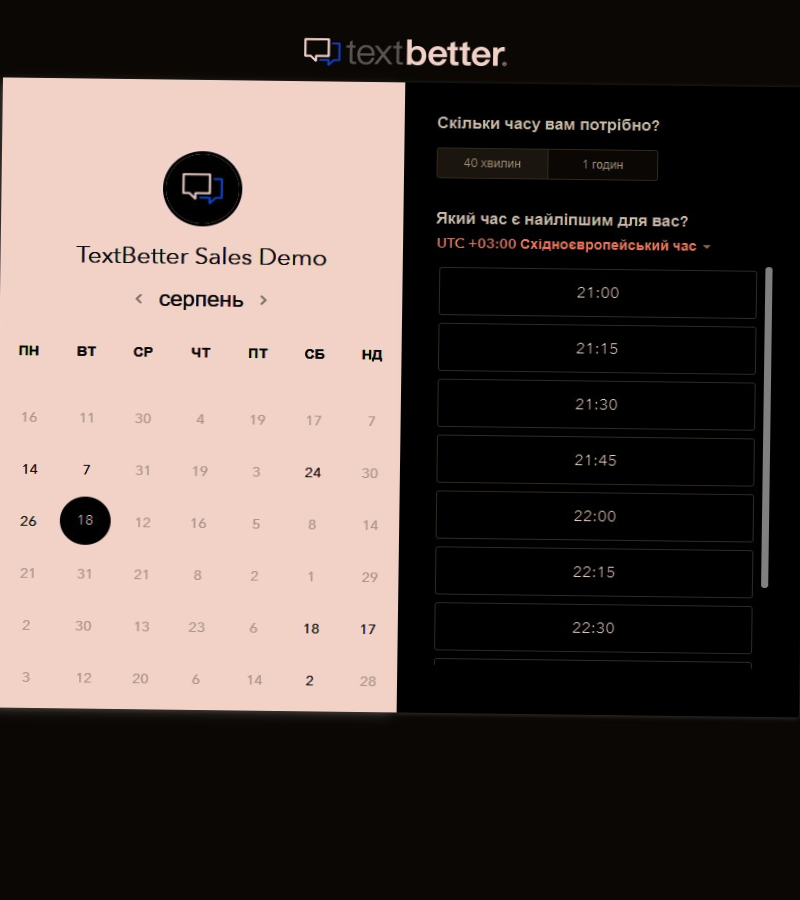 textbetter.
TextBetter Sales Demo
серпень
ПН ВТ СР ЧТ ПТ СБ НД
16 11 30 4 19 17 7
14 7 31 19 3 24 30
26 18 12 16 5 8 14
21 31 21 8 2 1 29
2 30 13 23 6 18 17
3 12 20 6 14 2 28
Скільки часу вам потрібно?
40 хвилин 1 годин
Який час є найліпшим для вас?
UTC +03:00 Східноєвропейський час
21:00
21:15
21:30
21:45
22:00
22:15
22:30